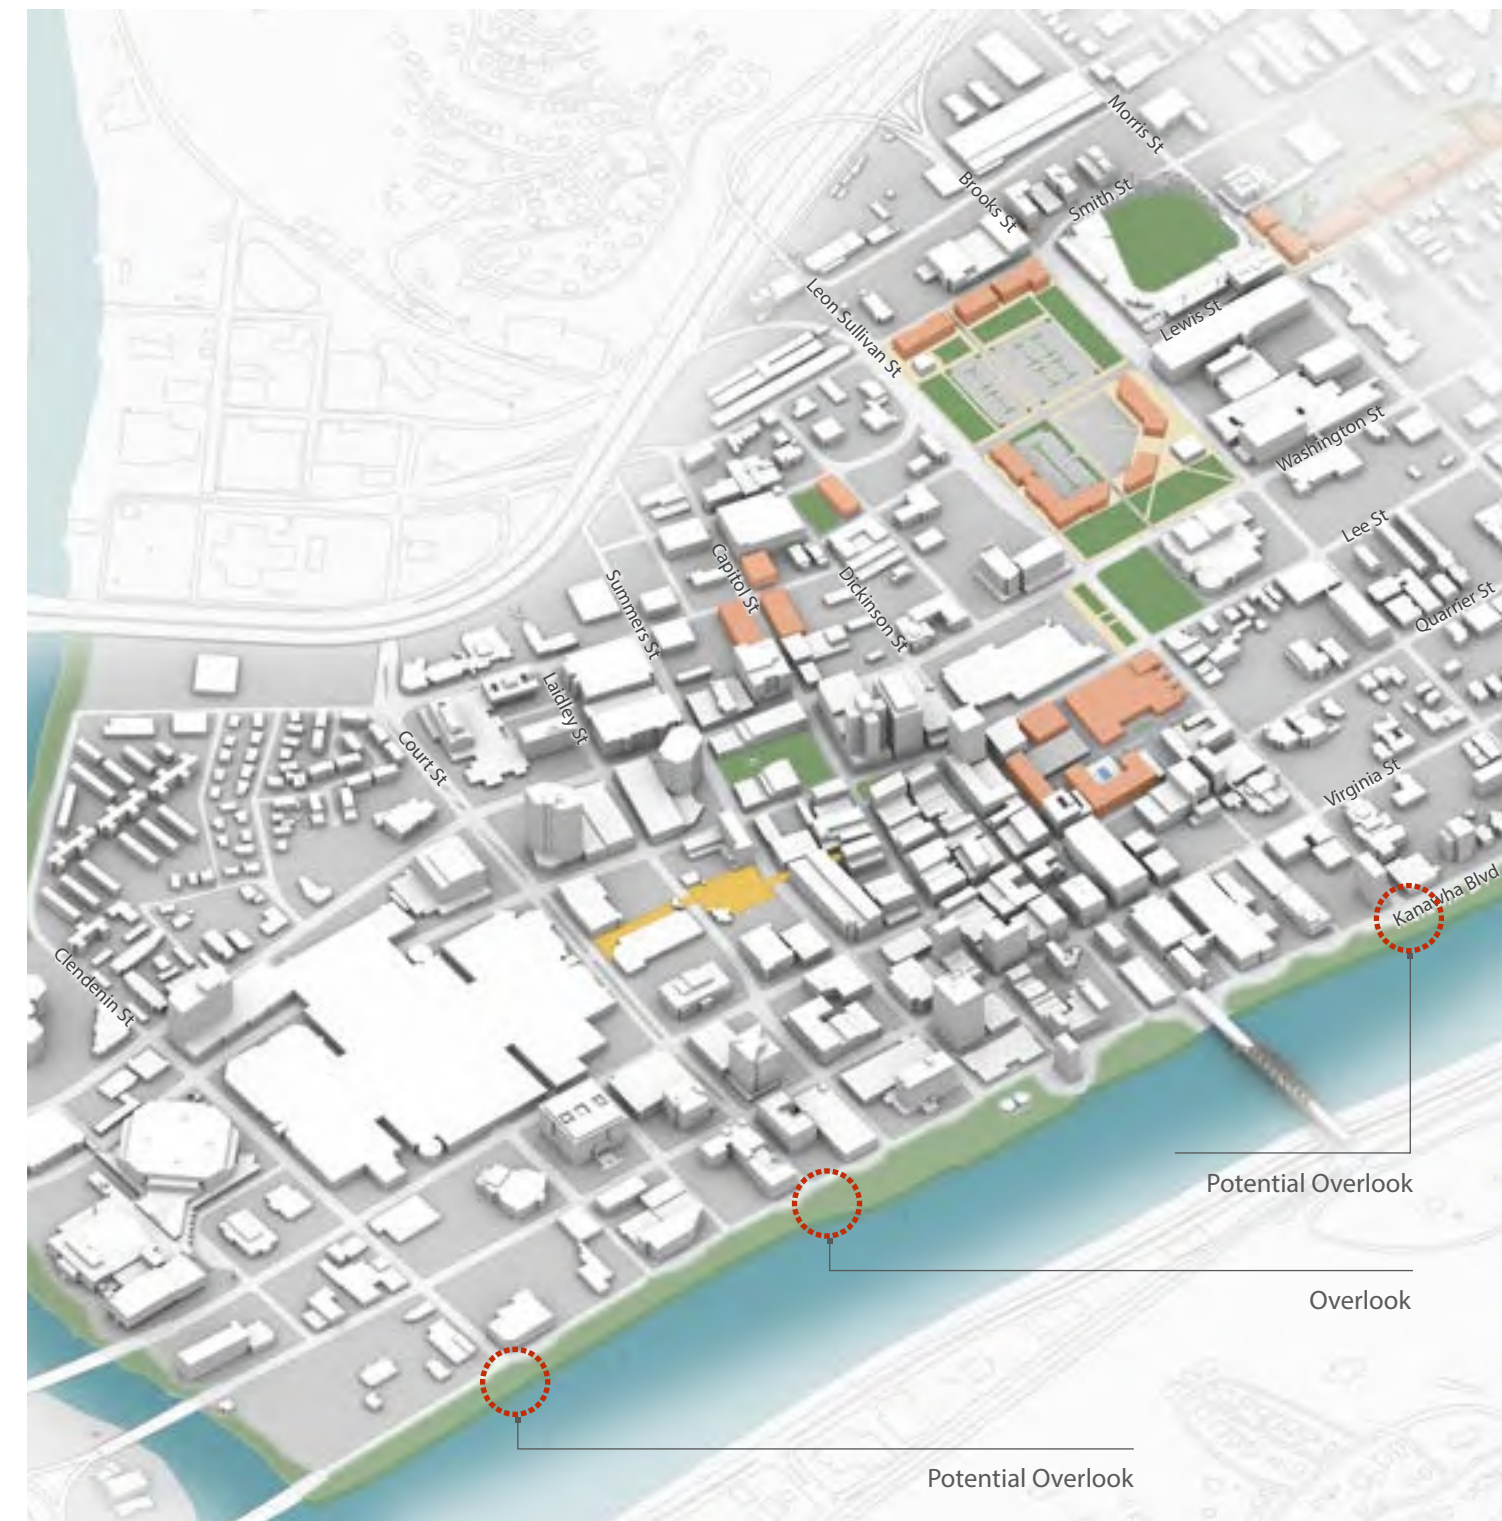 Morris St
Brooks St
Smith St
Leon Sullivan St
Lewis St
Washington St
Lee St
Capitol St
Summers St
Dickinson St
Quarrier St
Laidley St
Court St
Virginia St
Kanawha Blvd
Clendenin St
Potential Overlook
Overlook
Potential Overlook